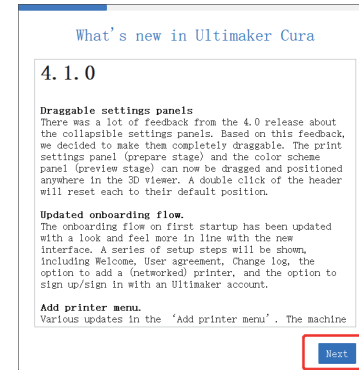 What's new in Ultimaker Cura
4.1.0
Draggable settings panels
There was a lot of feedback from the 4.0 release about
the collapsible settings panels. Based on this feedback,
we decided to make them completely draggable. The print
settings panel (prepare stage) and the color scheme
panel (preview stage) can now be dragged and positioned
anywhere in the 3D viewer. A double click of the header
will reset each to their default position.
Updated onboarding flow.
The onboarding flow on first startup has been updated
with a look and feel more in line with the new
interface. A series of setup steps will be shown,
including Welcome, User agreement, Change log, the
option to add a (networked) printer, and the option to
sign up/sign in with an Ultimaker account.
Add printer menu.
Various updates in the ‘Add printer menu’. The machine
Next